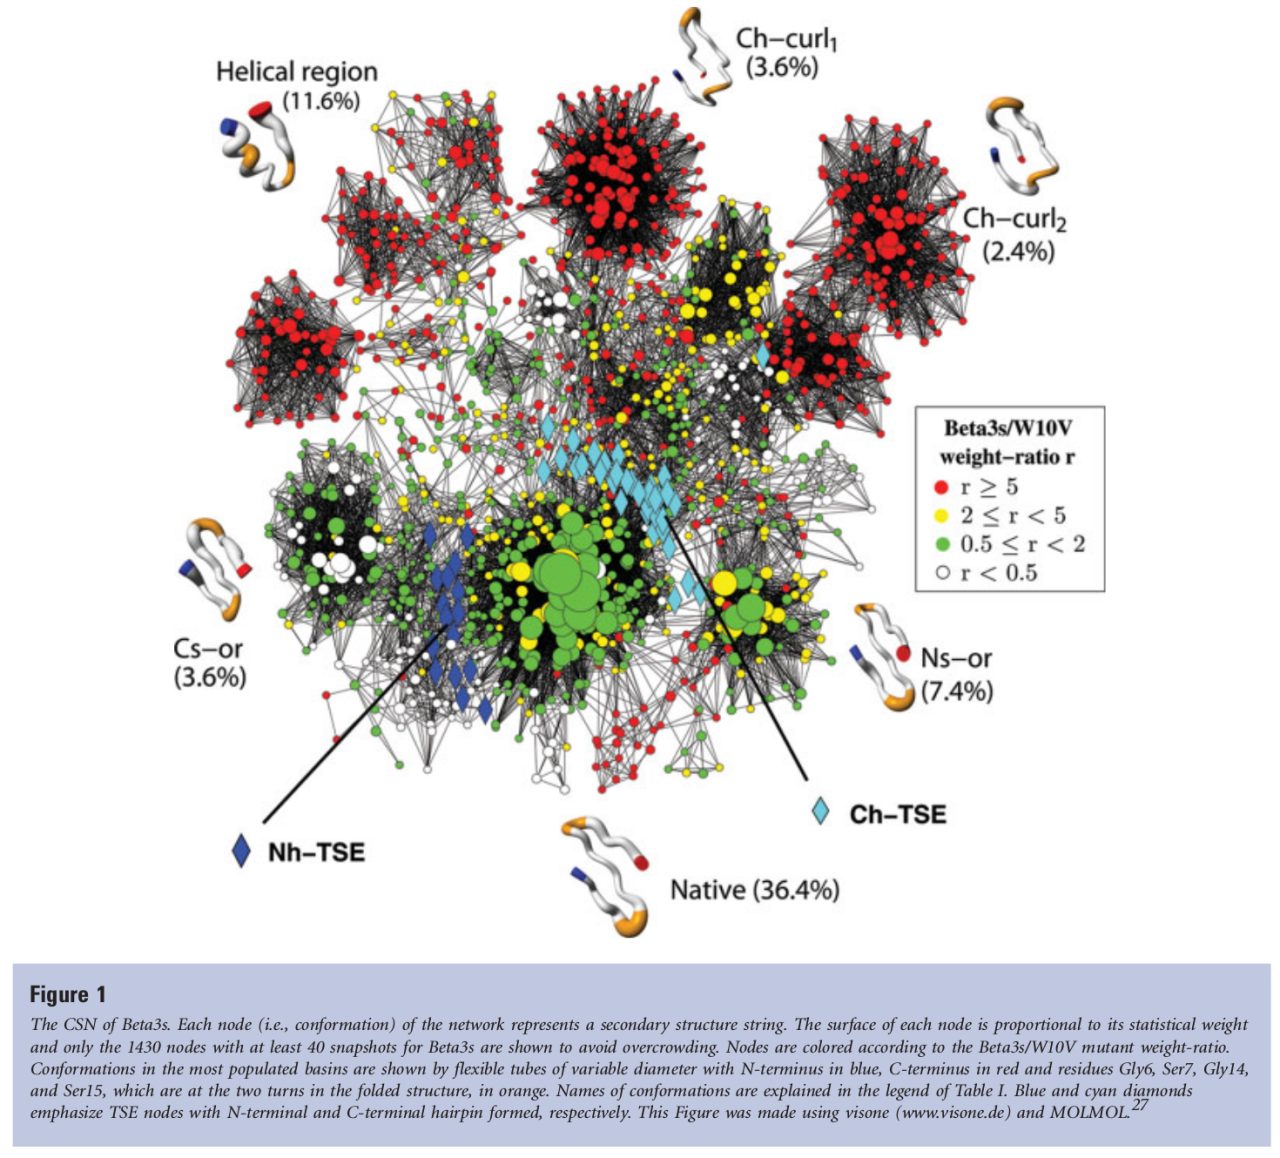 Ch–curl1
(3.6%)
Helical region
(11.6%)
Ch–curl2
(2.4%)
Beta3s/W10V
weight–ratio r
r ≥ 5
2 ≤ r < 5
0.5 ≤ r < 2
r < 0.5
Cs–or
(3.6%)
Ns–or
(7.4%)
Ch–TSE
Nh–TSE
Native (36.4%)
Figure 1
The CSN of Beta3s. Each node (i.e., conformation) of the network represents a secondary structure string. The surface of each node is proportional to its statistical weight
and only the 1430 nodes with at least 40 snapshots for Beta3s are shown to avoid overcrowding. Nodes are colored according to the Beta3s/W10V mutant weight-ratio.
Conformations in the most populated basins are shown by flexible tubes of variable diameter with N-terminus in blue, C-terminus in red and residues Gly6, Ser7, Gly14,
and Ser15, which are at the two turns in the folded structure, in orange. Names of conformations are explained in the legend of Table I. Blue and cyan diamonds
emphasize TSE nodes with N-terminal and C-terminal hairpin formed, respectively. This Figure was made using visone (www.visone.de) and MOLMOL.27